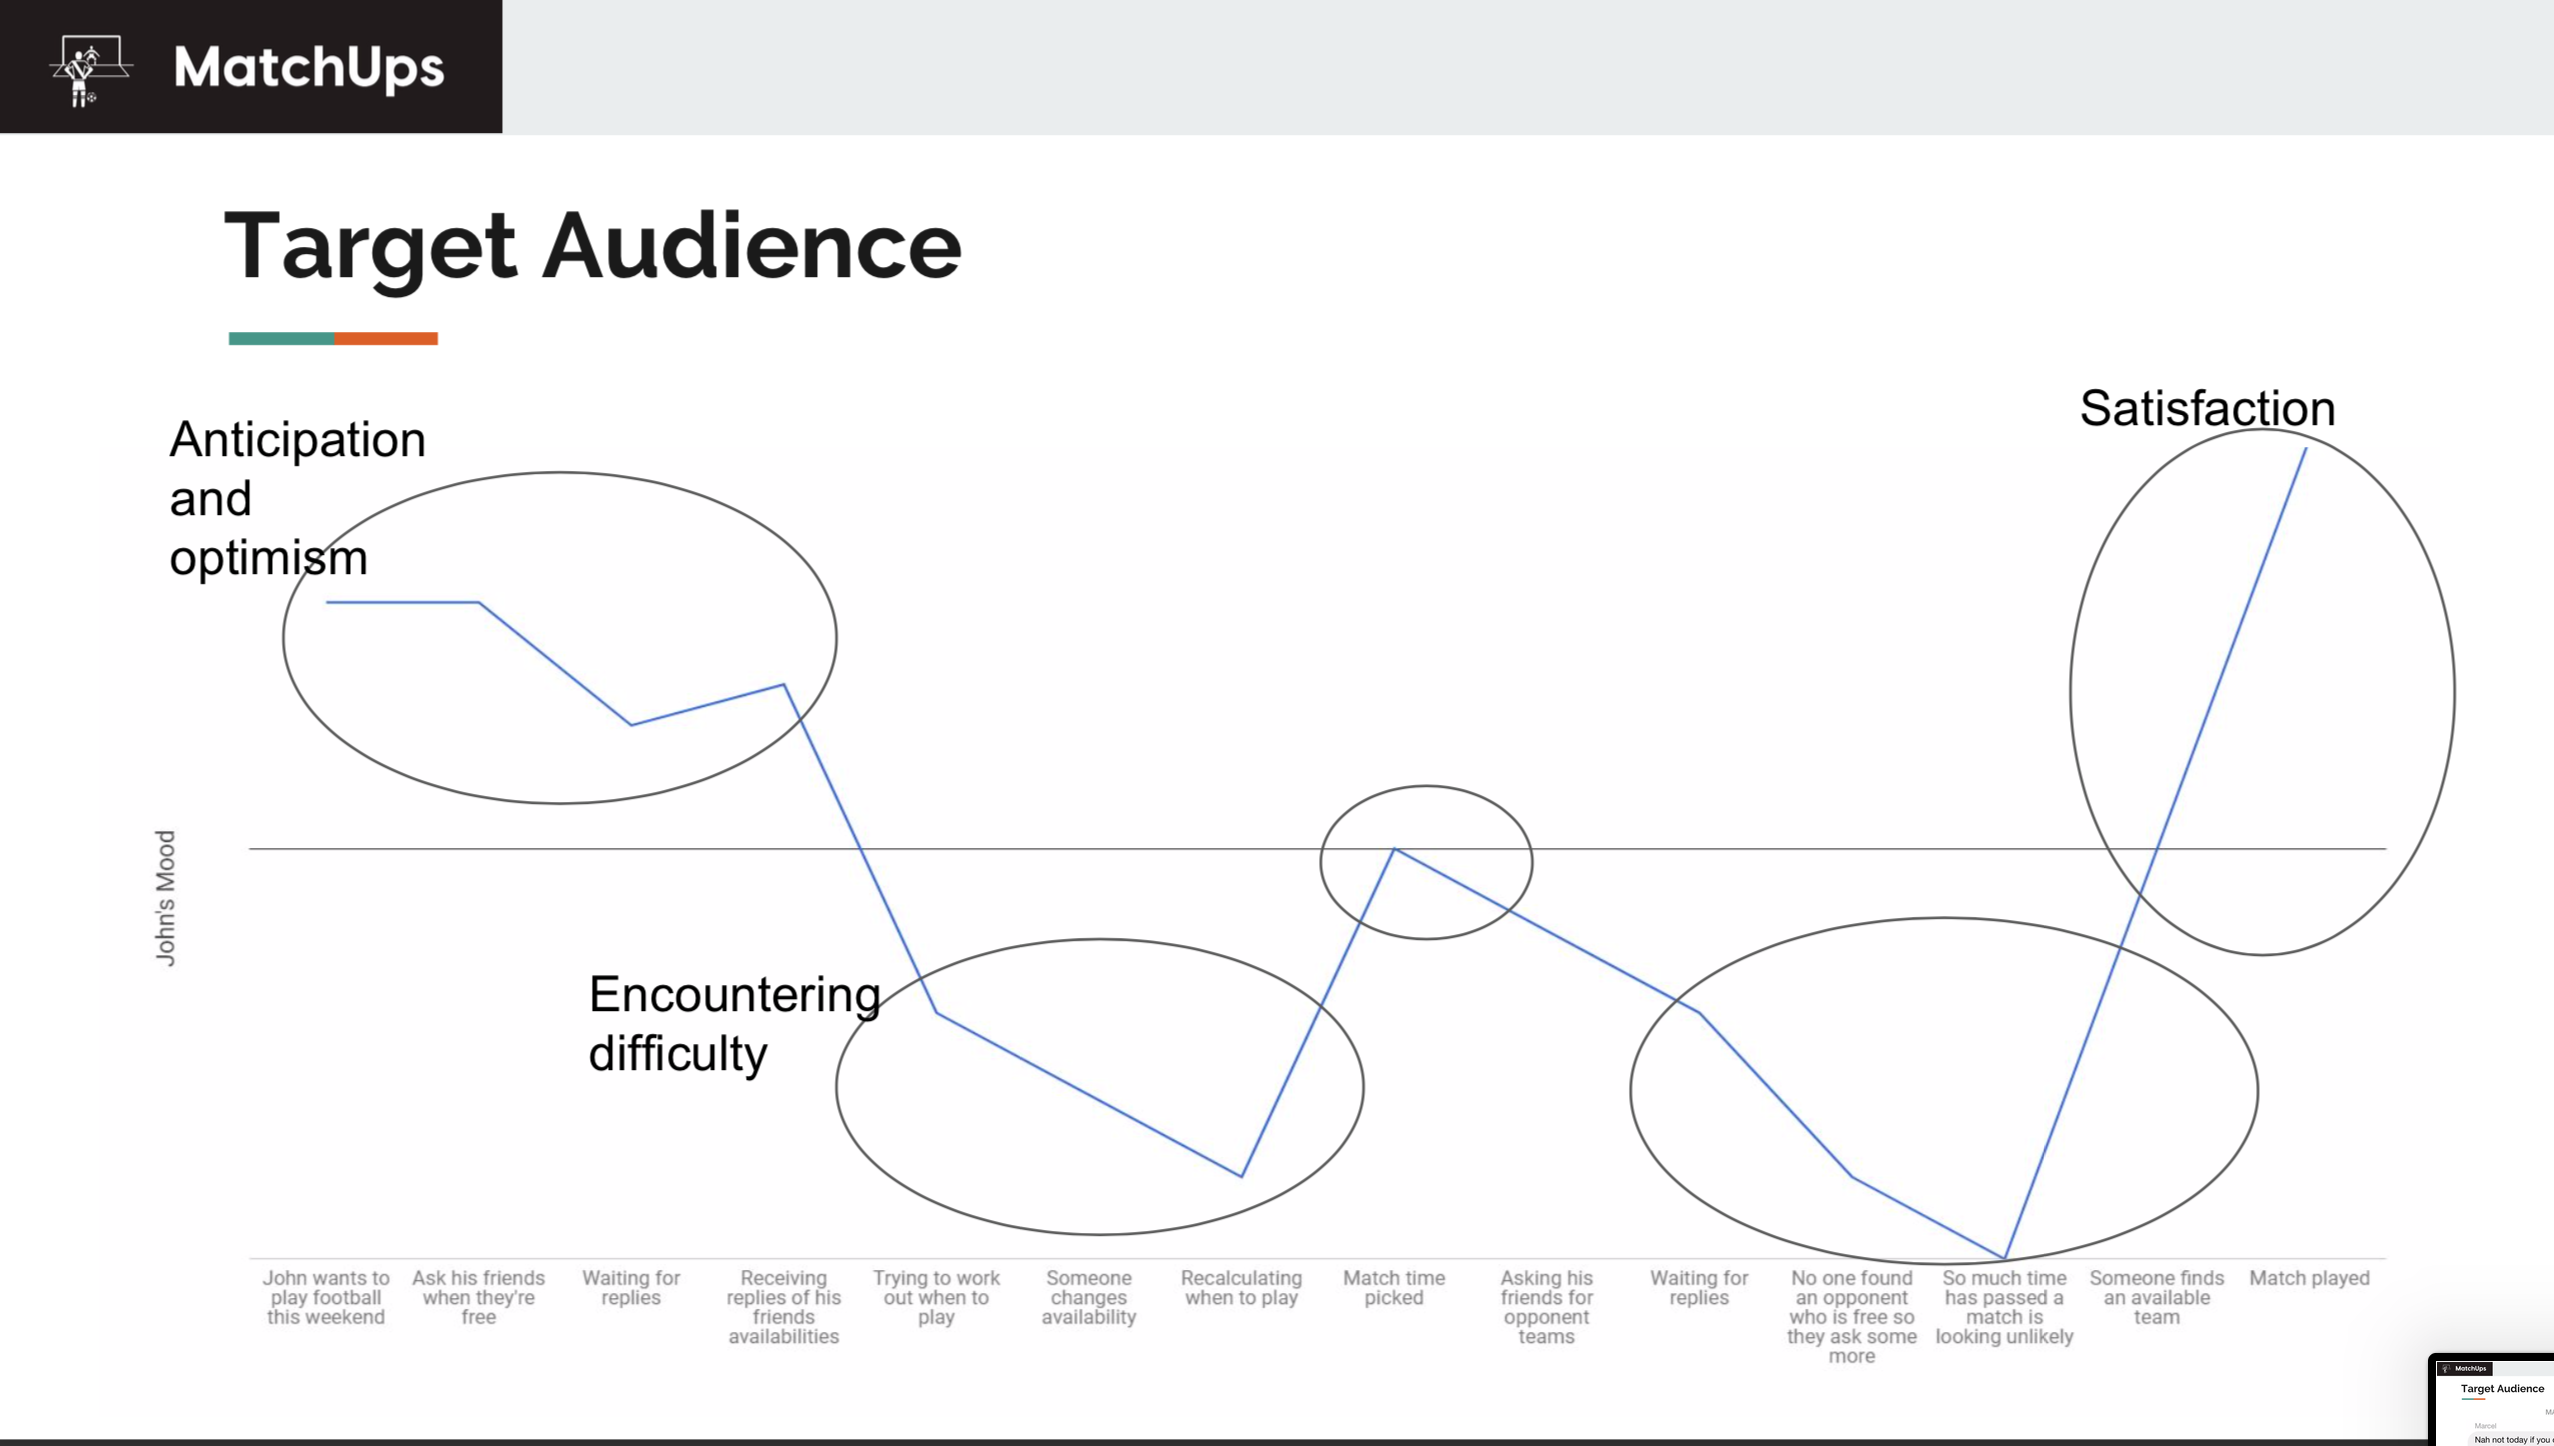 MatchUps
Target Audience
Anticipation
and
optimism
Satisfaction
Encountering
difficulty
John's Mood
John wants to
play football
this weekend
Ask his friends
when they're
free
Waiting for
replies
Receiving
replies of his
friends
availabilities
Trying to work
out when to
play
Someone
changes
availability
Recalculating
when to play
Match time
picked
Asking his
friends for
opponent
teams
Waiting for
replies
No one found
an opponent
who is free so
they ask some
more
So much time
has passed a
match is
looking unlikely
Someone finds
an available
team
Match played
MatchUps
Target Audience
Marcel
Nah not today if you